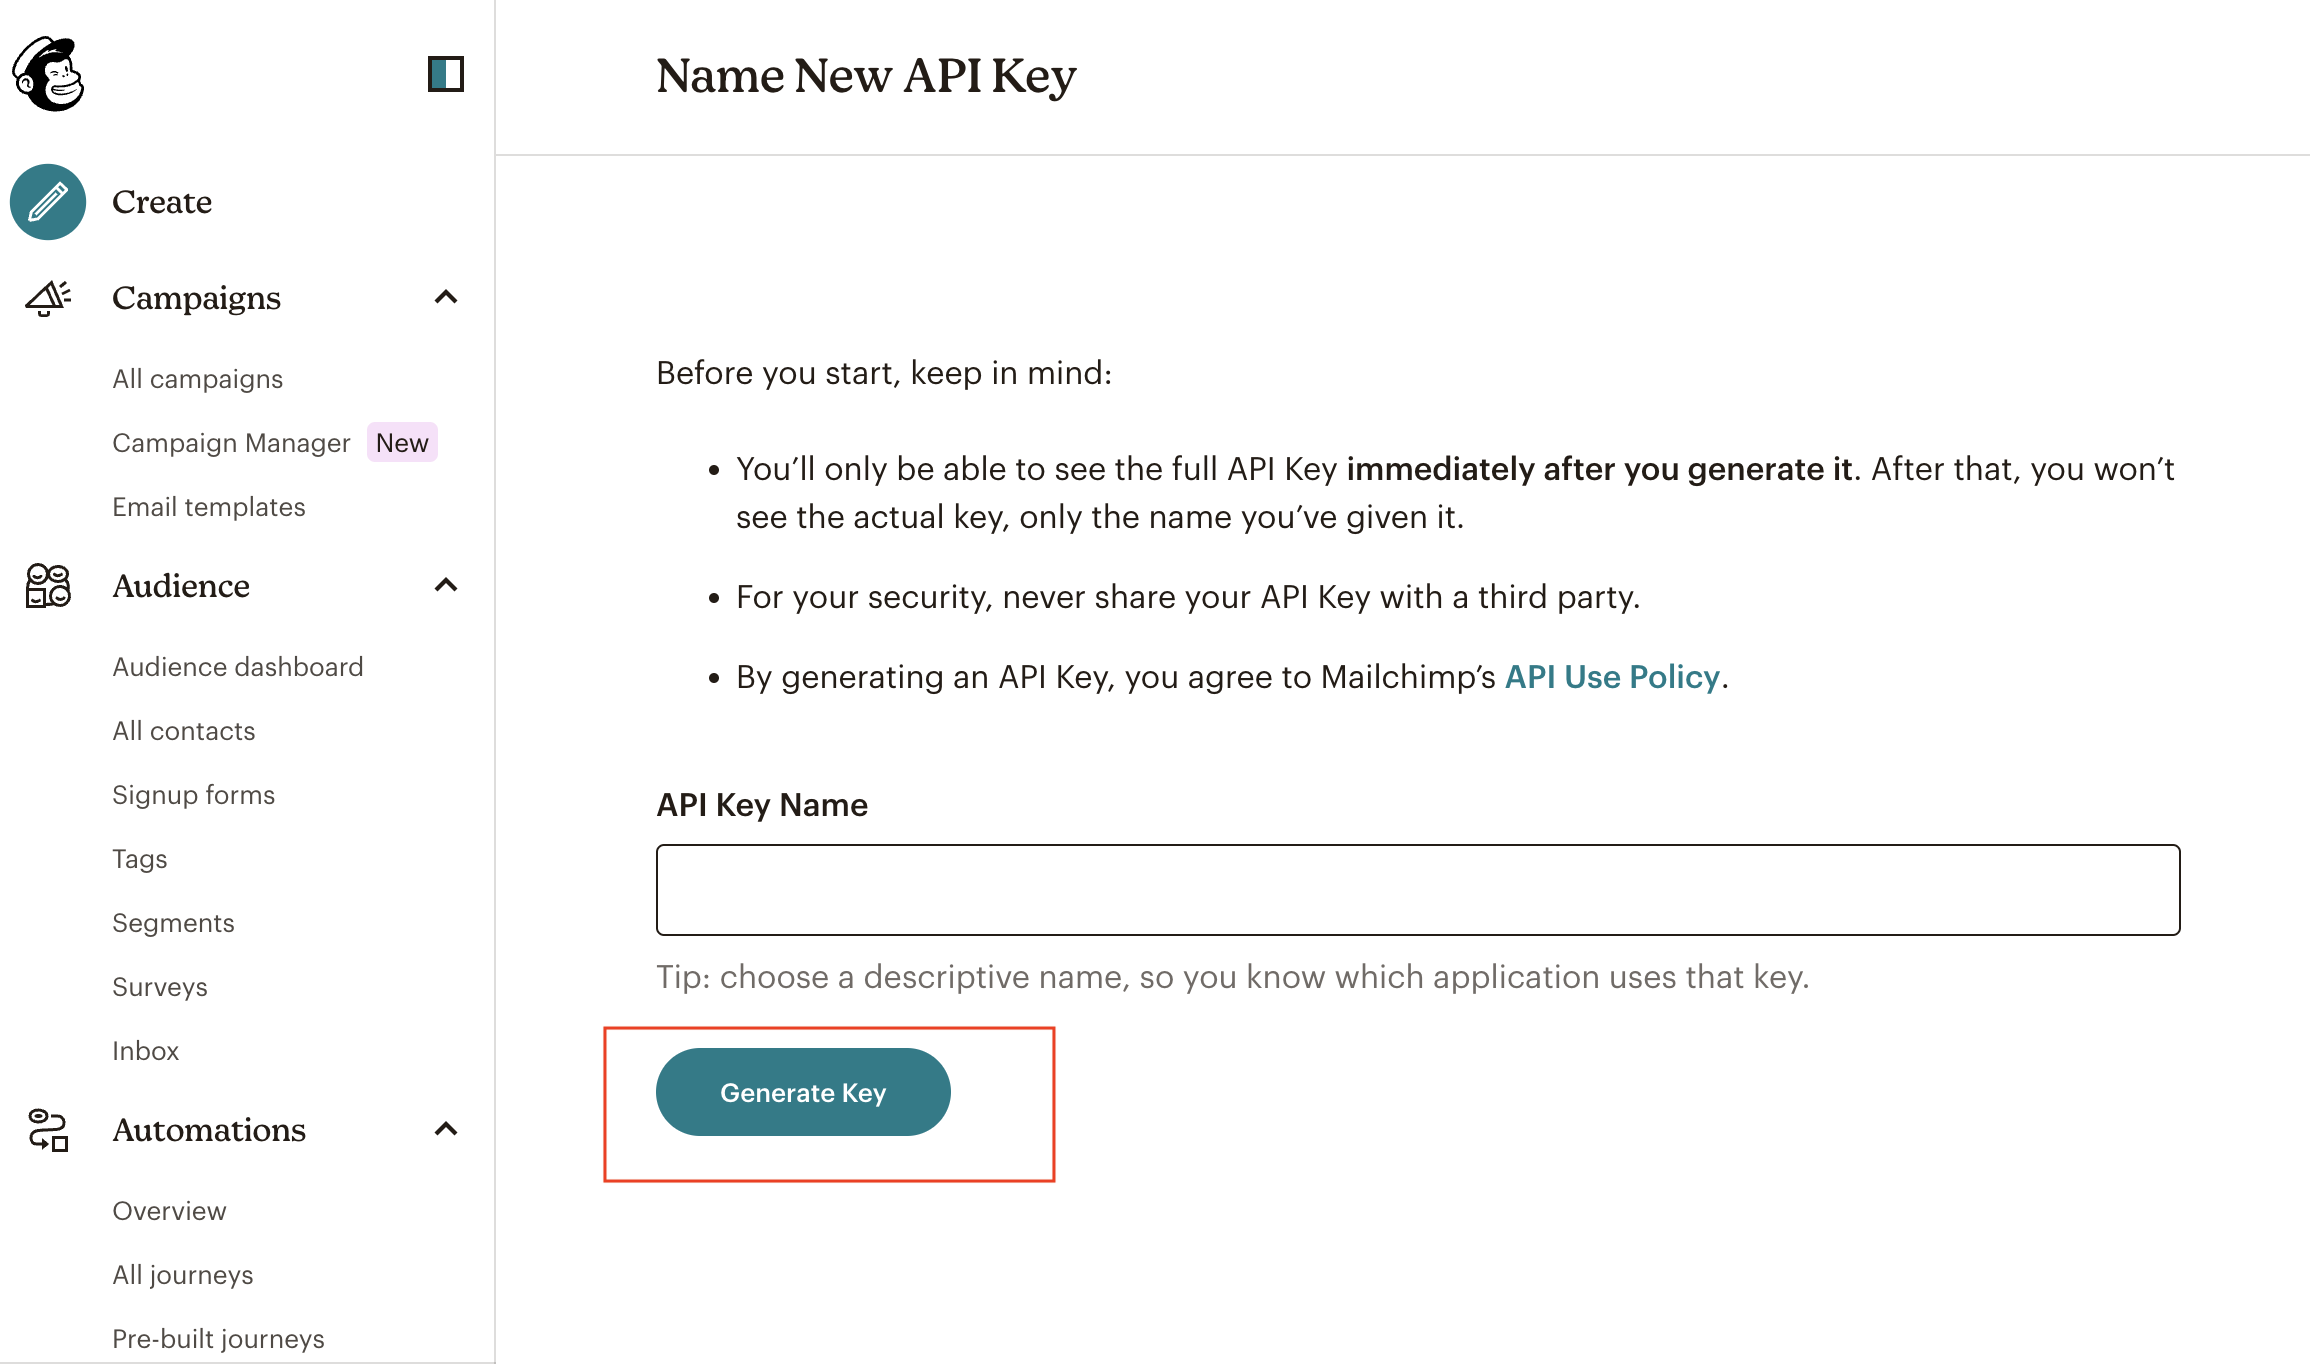 Create
Campaigns
All campaigns
Campaign Manager New
Email templates
Audience
Audience dashboard
All contacts
Signup forms
Tags
Segments
Surveys
Inbox
Automations
Overview
All journeys
Pre-built journeys
Name New API Key
Before you start, keep in mind:
• You’ll only be able to see the full API Key immediately after you generate it. After that, you won’t
see the actual key, only the name you’ve given it.
• For your security, never share your API Key with a third party.
• By generating an API Key, you agree to Mailchimp’s API Use Policy.
API Key Name
Tip: choose a descriptive name, so you know which application uses that key.
Generate Key